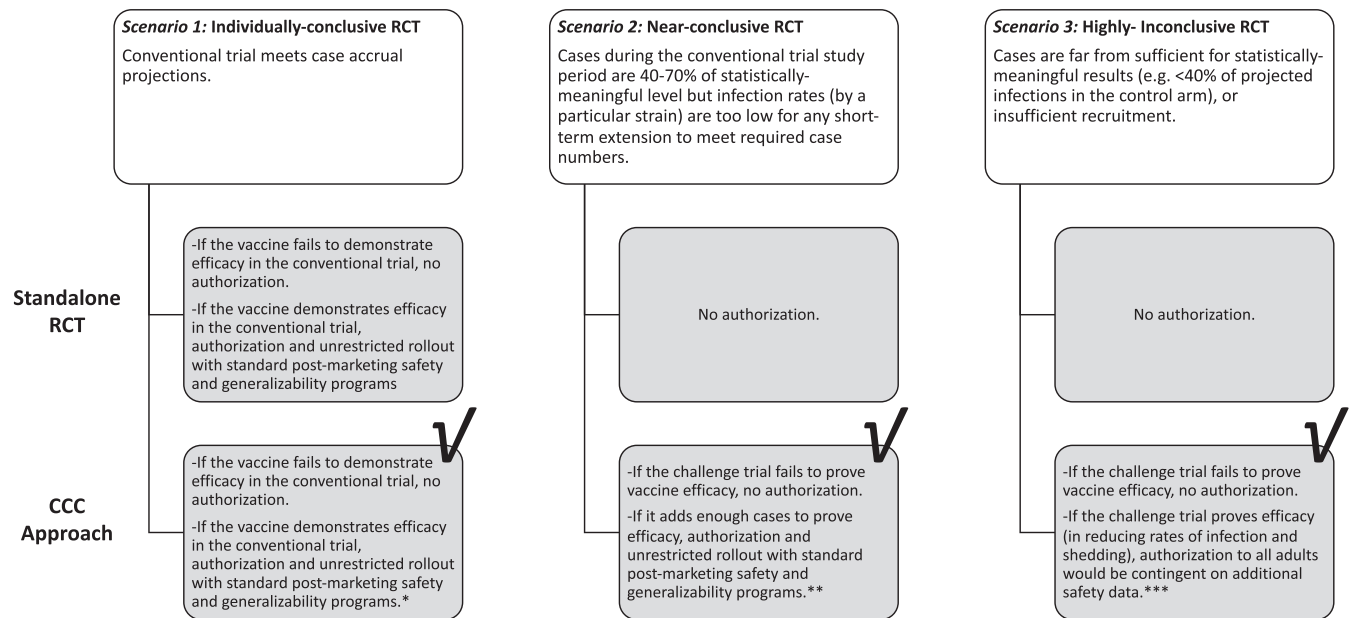 Scenario 1: Individually-conclusive RCT
Conventional trial meets case accrual
projections.
Scenario 2: Near-conclusive RCT
Cases during the conventional trial study
period are 40-70% of statistically-
meaningful level but infection rates (by a
particular strain) are too low for any short-
term extension to meet required case
numbers.
Scenario 3: Highly- Inconclusive RCT
Cases are far from sufficient for statistically-
meaningful results (e.g. <40% of projected
infections in the control arm), or
insufficient recruitment.
Standalone
RCT
-If the vaccine fails to demonstrate
efficacy in the conventional trial, no
authorization.
-If the vaccine demonstrates efficacy
in the conventional trial,
authorization and unrestricted rollout
with standard post-marketing safety
and generalizability programs
No authorization.
No authorization.
CCC
Approach
-If the vaccine fails to demonstrate
efficacy in the conventional trial, no
authorization.
-If the vaccine demonstrates efficacy
in the conventional trial,
authorization and unrestricted rollout
with standard post-marketing safety
and generalizability programs.*
√
-If the challenge trial fails to prove
vaccine efficacy, no authorization.
-If it adds enough cases to prove
efficacy, authorization and
unrestricted rollout with standard
post-marketing safety and
generalizability programs.**
√
-If the challenge trial fails to prove
vaccine efficacy, no authorization.
-If the challenge trial proves efficacy
(in reducing rates of infection and
shedding), authorization to all adults
would be contingent on additional
safety data.***
√